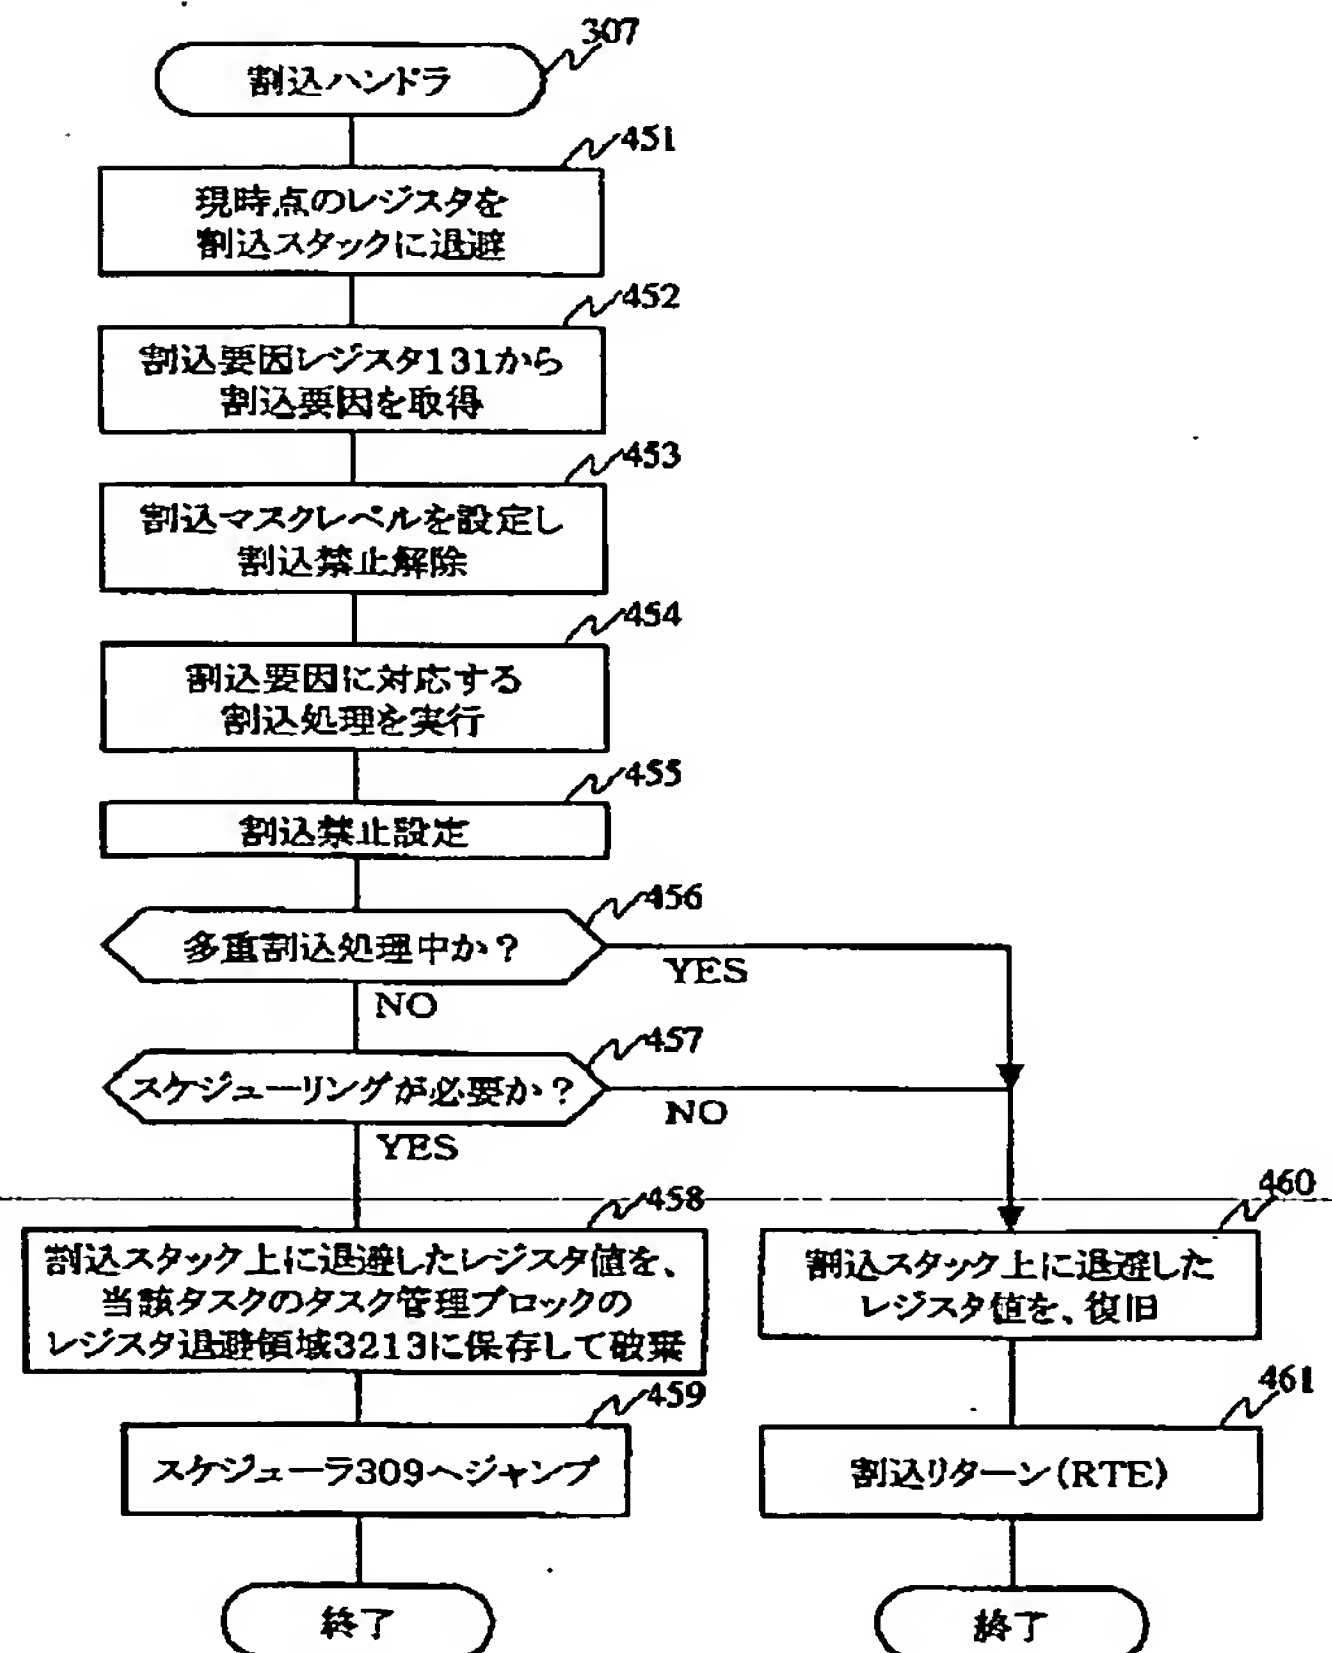 307
割込ハンドラ
451
現時点のレジスタを
割込スタックに退避
452
割込要因レジスタ131から
割込要因を取得
453
割込マスクレベルを設定し
割込禁止解除
454
割込要因に対応する
割込処理を実行
455
割込禁止設定
456
多重割込処理中か?
YES
NO
457
スケジューリングが必要か?
NO
YES
458
割込スタック上に退避したレジスタ値を、
当該タスクのタスク管理ブロックの
レジスタ退避領域3213に保存して破棄
459
スケジューラ309へジャンプ
終了
460
割込スタック上に退避した
レジスタ値を、復旧
461
割込リターン(RTE)
終了